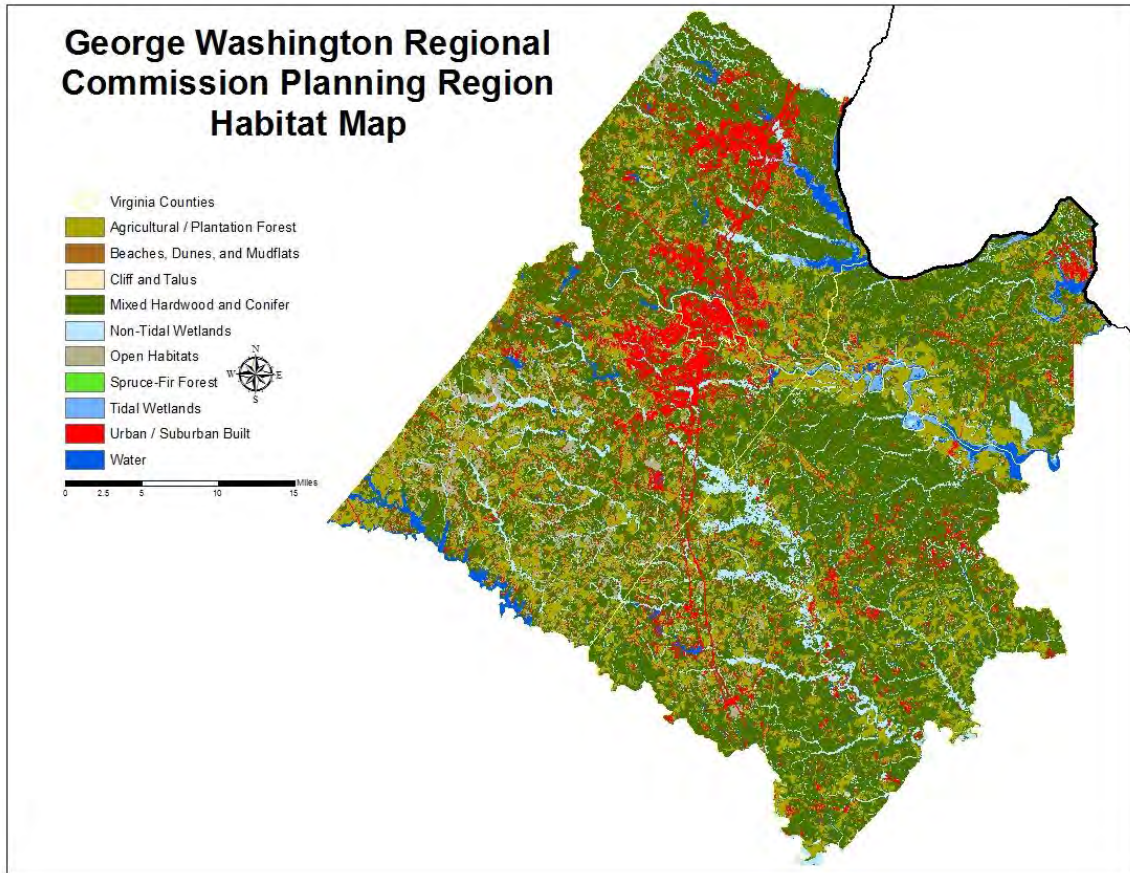 George Washington Regional
Commission Planning Region
Habitat Map
Virginia Counties
Agricultural / Plantation Forest
Beaches, Dunes, and Mudflats
Cliff and Talus
Mixed Hardwood and Conifer
Non-Tidal Wetlands
Open Habitats
Spruce-Fir Forest
Tidal Wetlands
Urban / Suburban Built
Water
N
W E
S
Miles
0 2.5 5 10 15